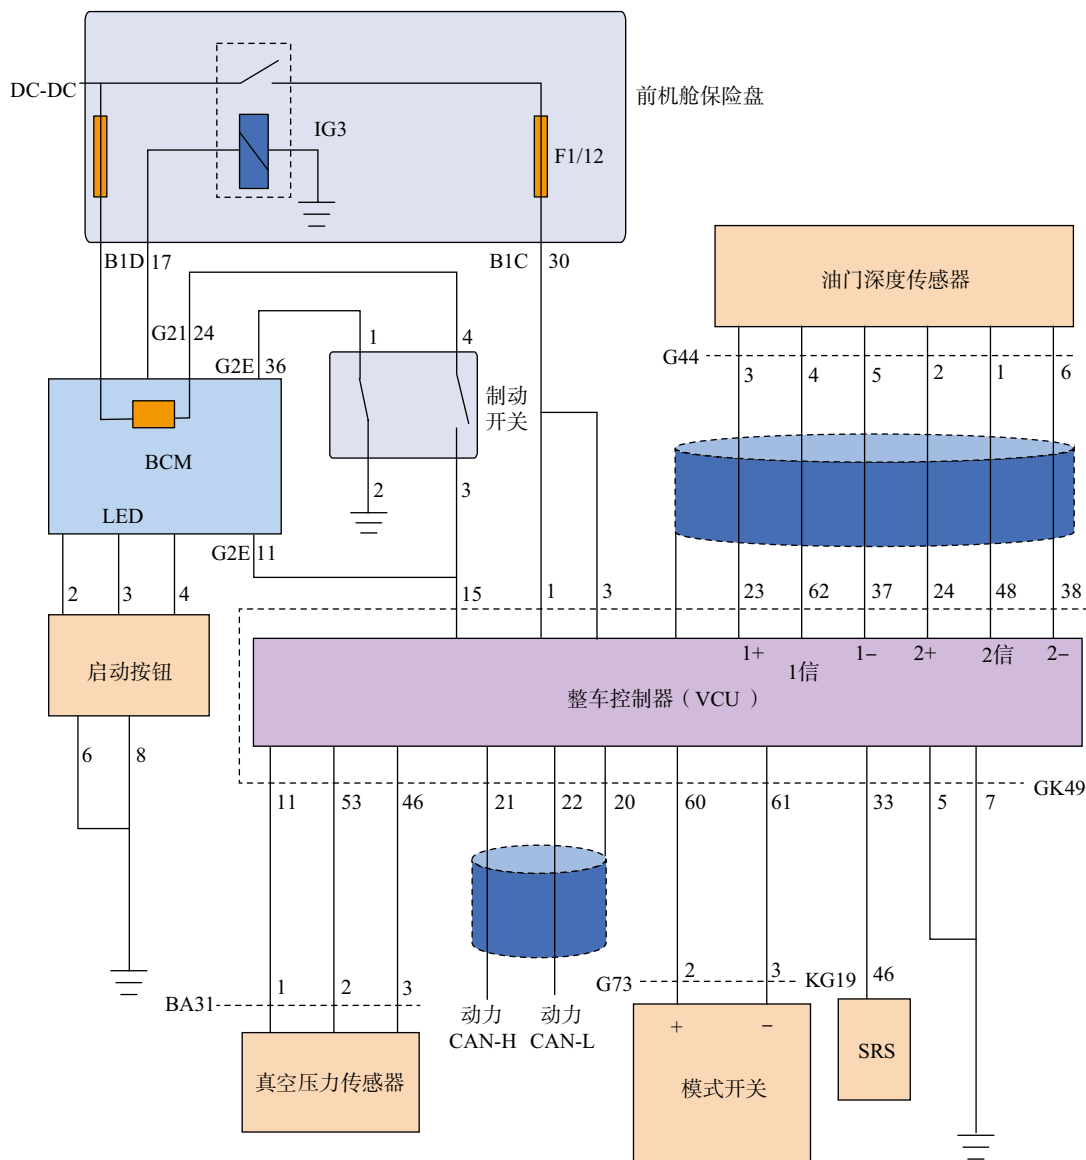 DC-DC
IG3
F1/12
前机舱保险盘
B1D 17
B1C 30
G21 24
G2E 36
1
4
制动
开关
油门深度传感器
G44
3 4 5 2 1 6
BCM
LED
2
3
G2E 11
2 3 4
15 1 3 23 62 37 24 48 38
启动按钮
1+ 1信 1− 2+ 2信 2−
整车控制器（VCU ）
6 8
GK49
11 53 46 21 22 20 60 61 33 5 7
BA31
1 2 3
动力
CAN-H
动力
CAN-L
G73
2 3
KG19 46
+ −
真空压力传感器
模式开关
SRS